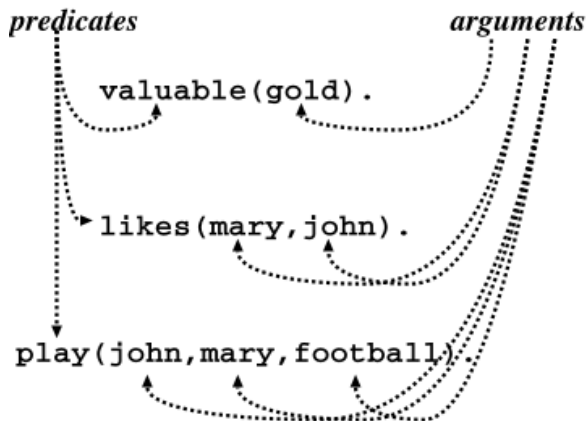 predicates arguments
valuable(gold).
likes(mary,john).
play(john,mary,football).